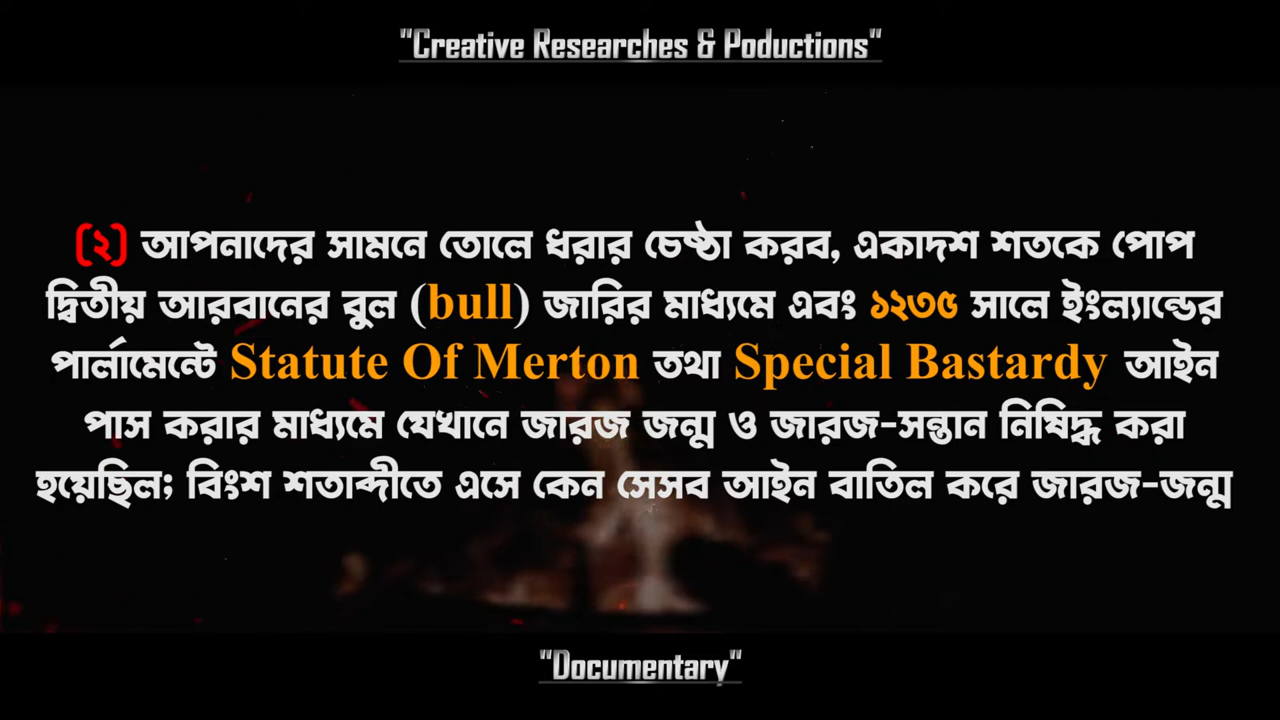 "Creative Researches & Poductions"
(২) আপনাদের সামনে তোলে ধরার চেষ্ঠা করব, একাদশ শতকে পোপ
দ্বিতীয় আরবানের বুল (bull) জারির মাধ্যমে এবং ১২৩৫ সালে ইংল্যান্ডের
পার্লামেন্টে Statute Of Merton তথা Special Bastardy আইন
পাস করার মাধ্যমে যেখানে জারজ জন্ম ও জারজ-সন্তান নিষিদ্ধ করা
হয়েছিল; বিংশ শতাব্দীতে এসে কেন সেসব আইন বাতিল করে জারজ-জন্ম
"Documentary"